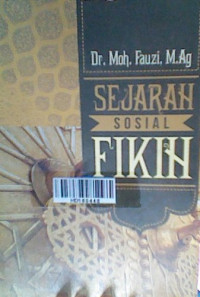 Dr. Moh. Fauzi, M.Ag
SEJARAH
SOSIAL
FIKIH